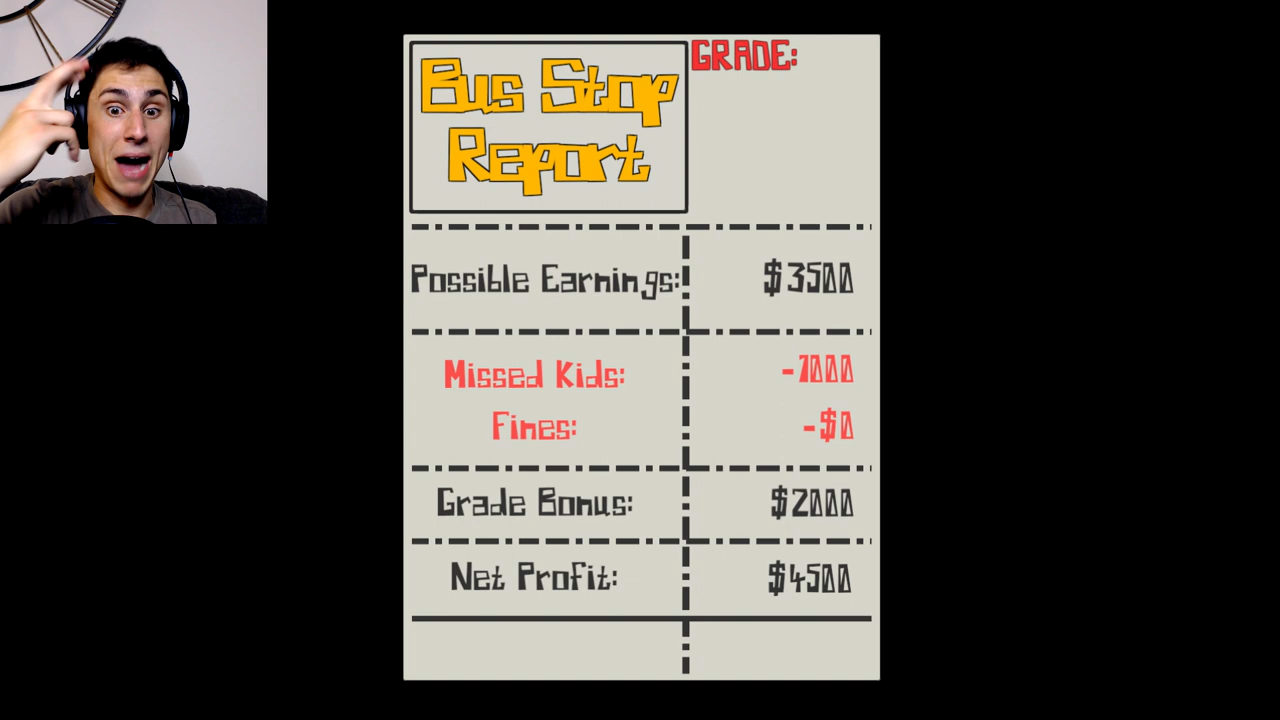 Bus Stop
Report
GRADE:
Possible Earnings: $3500
Missed Kids: -1000
Fines: -$0
Grade Bonus: $2000
Net Profit: $4500